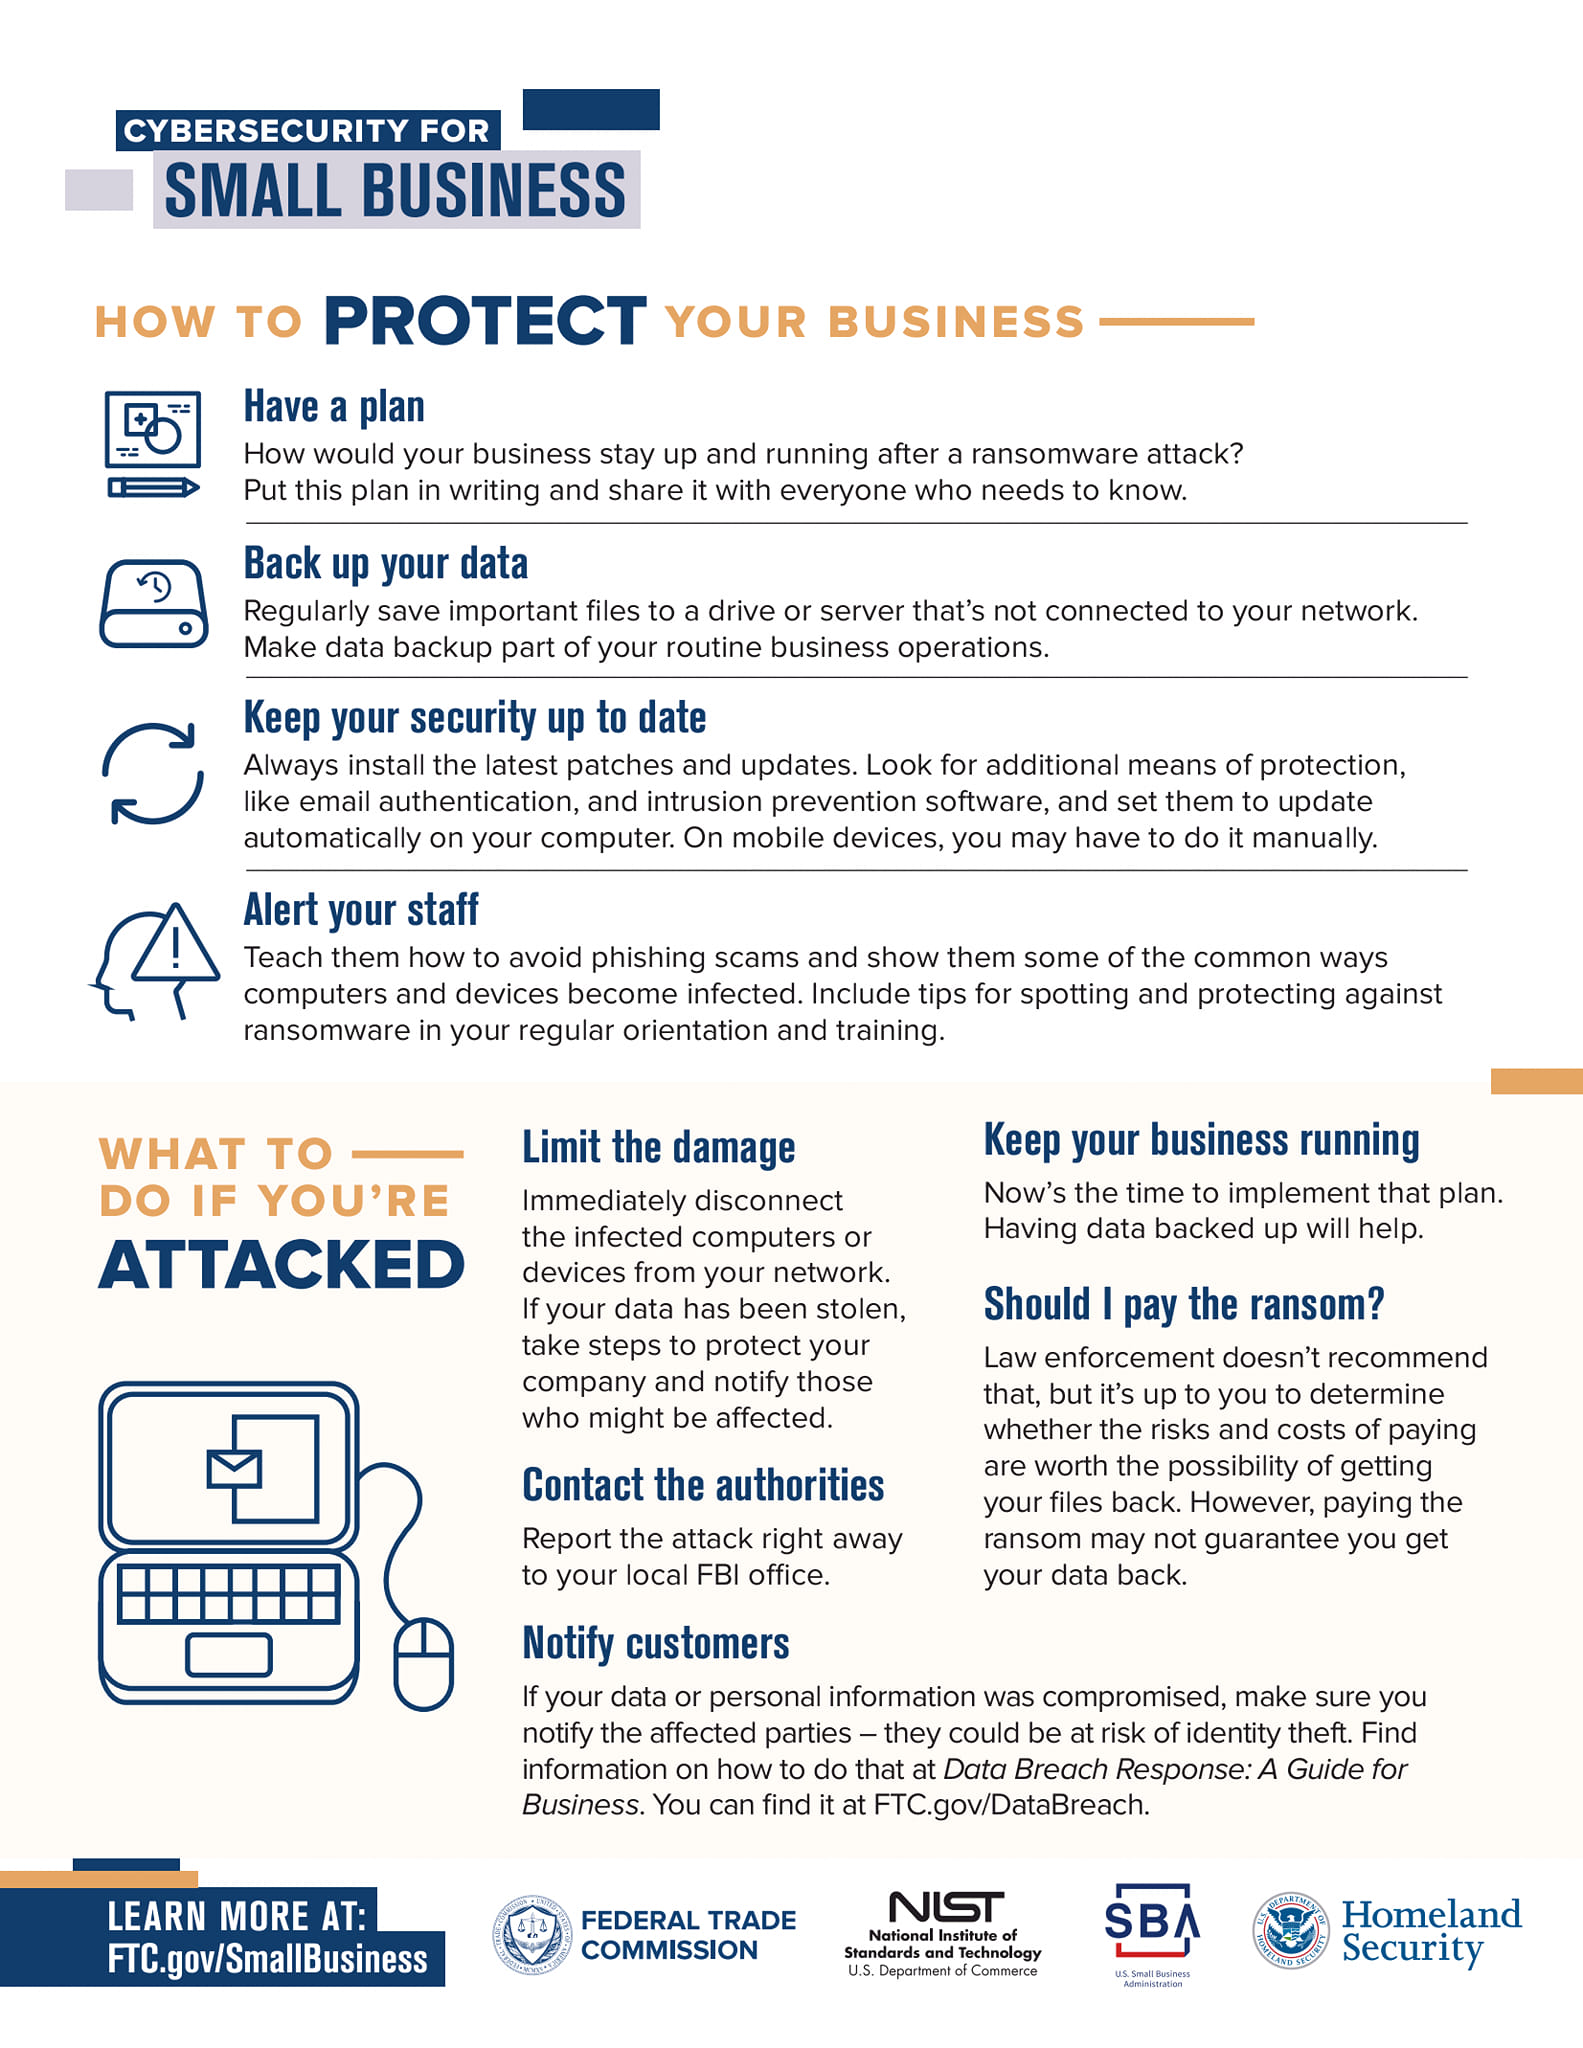 CYBERSECURITY FOR
SMALL BUSINESS
HOW TO PROTECT YOUR BUSINESS
Have a plan
How would your business stay up and running after a ransomware attack?
Put this plan in writing and share it with everyone who needs to know.
Back up your data
Regularly save important files to a drive or server that’s not connected to your network.
Make data backup part of your routine business operations.
Keep your security up to date
Always install the latest patches and updates. Look for additional means of protection,
like email authentication, and intrusion prevention software, and set them to update
automatically on your computer. On mobile devices, you may have to do it manually.
Alert your staff
Teach them how to avoid phishing scams and show them some of the common ways
computers and devices become infected. Include tips for spotting and protecting against
ransomware in your regular orientation and training.
WHAT TO
DO IF YOU’RE
ATTACKED
Limit the damage
Immediately disconnect
the infected computers or
devices from your network.
If your data has been stolen,
take steps to protect your
company and notify those
who might be affected.
Contact the authorities
Report the attack right away
to your local FBI office.
Keep your business running
Now’s the time to implement that plan.
Having data backed up will help.
Should I pay the ransom?
Law enforcement doesn’t recommend
that, but it’s up to you to determine
whether the risks and costs of paying
are worth the possibility of getting
your files back. However, paying the
ransom may not guarantee you get
your data back.
Notify customers
If your data or personal information was compromised, make sure you
notify the affected parties – they could be at risk of identity theft. Find
information on how to do that at Data Breach Response: A Guide for
Business. You can find it at FTC.gov/DataBreach.
LEARN MORE AT:
FTC.gov/SmallBusiness
FEDERAL TRADE
COMMISSION
NIST
National Institute of
Standards and Technology
U.S. Department of Commerce
SBA
U.S. Small Business
Administration
U.S. DEPARTMENT OF
HOMELAND SECURITY
Homeland
Security